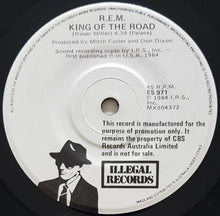 R.E.M.
KING OF THE ROAD
(Roger Miller) 4.34 (Palace)
Produced by Mitch Easter and Don Dixon
Sound recording made by I.R.S., Inc.,
first published in U.S.A. 1984
45 R.P.M.
ES 971
℗ 1984 I.R.S.,
Inc.
MX204372
This record is manufactured for the
purpose of promotion only. It
remains the property of CBS
Records Australia Limited
and is not for sale.
ILLEGAL
RECORDS